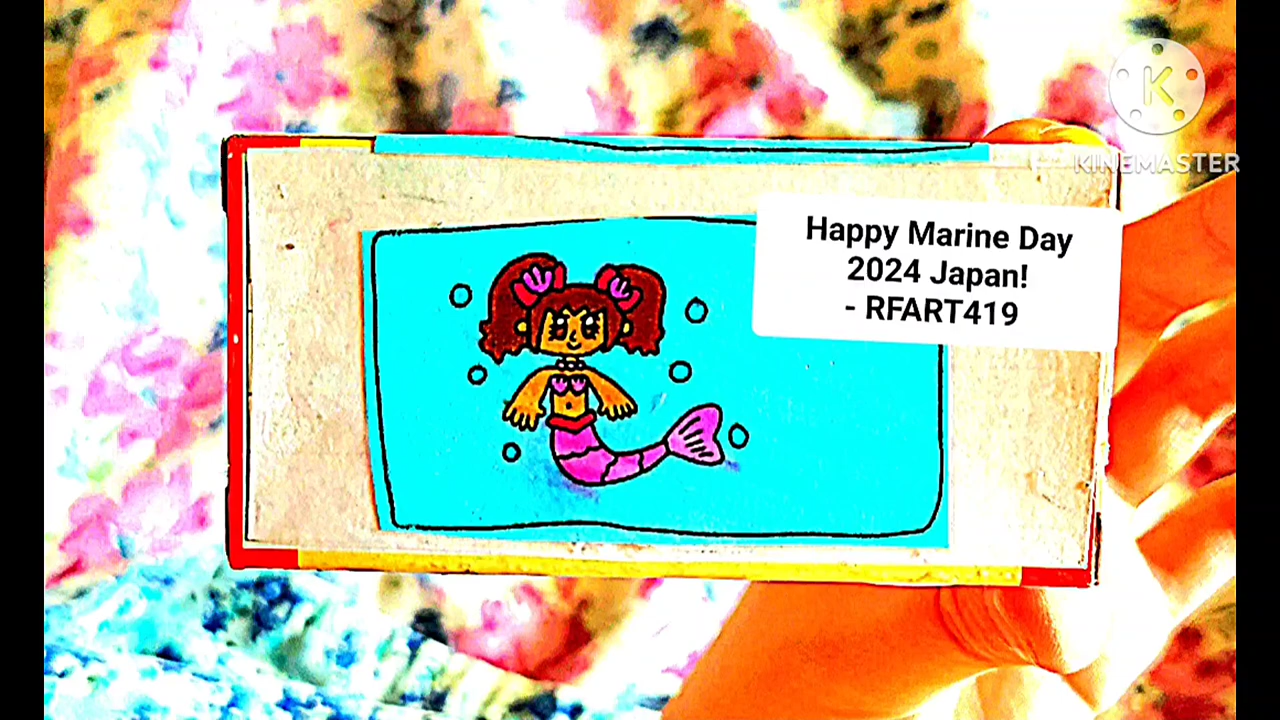 K
KINEMASTER
Happy Marine Day
2024 Japan!
- RFART419